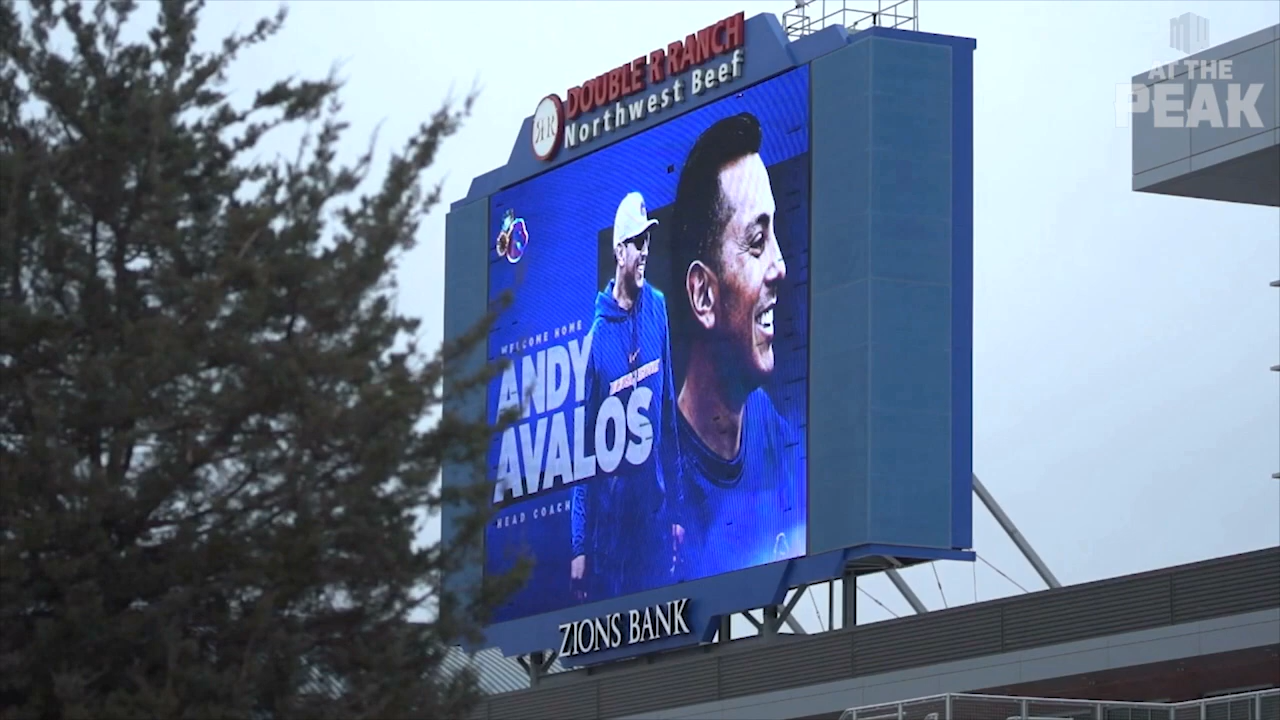 AT THE
PEAK
DOUBLE R RANCH
Northwest Beef
WELCOME HOME
ANDY
AVALOS
HEAD COACH
ZIONS BANK